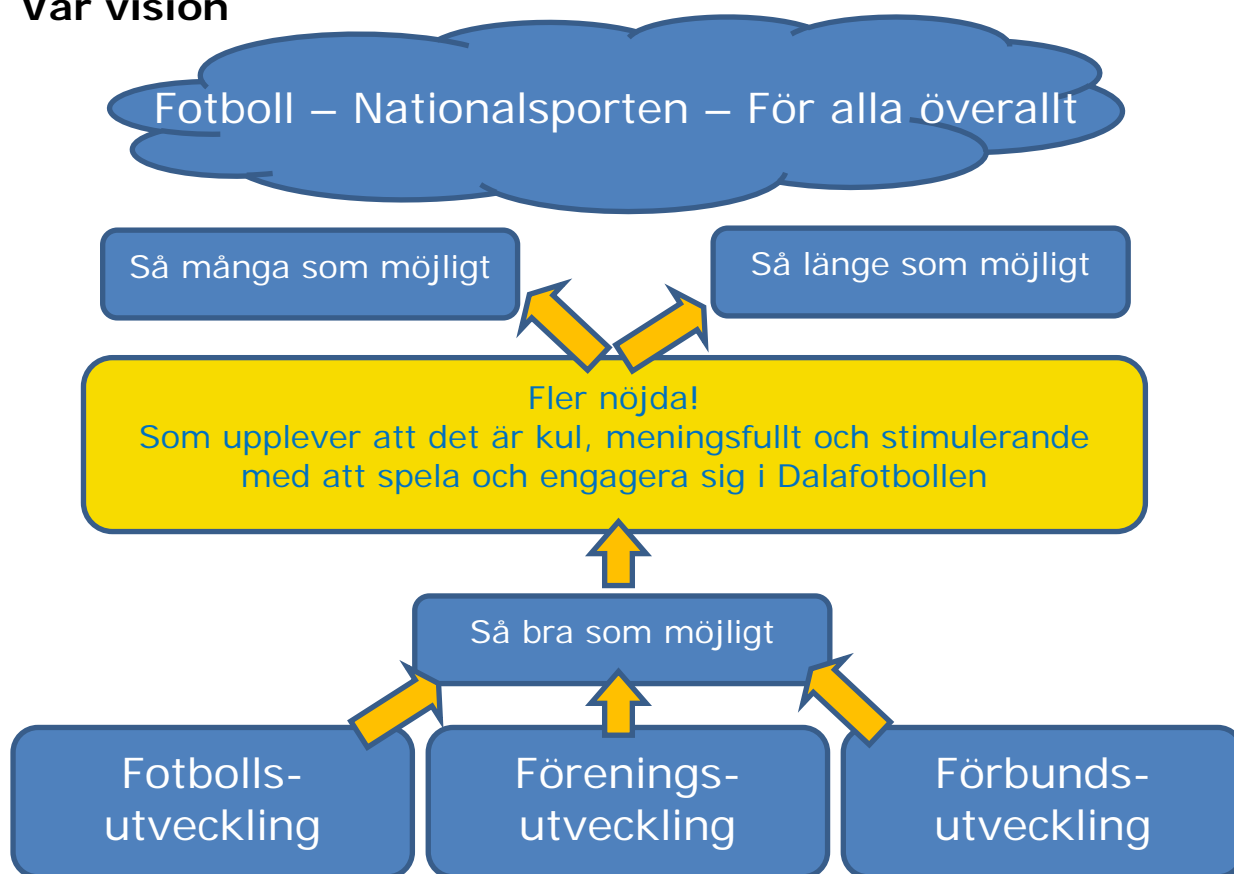 Vår vision
Fotboll – Nationalsporten – För alla överallt
Så många som möjligt
Så länge som möjligt
Fler nöjda!
Som upplever att det är kul, meningsfullt och stimulerande
med att spela och engagera sig i Dalafotbollen
Så bra som möjligt
Fotbolls-
utveckling
Förenings-
utveckling
Förbunds-
utveckling